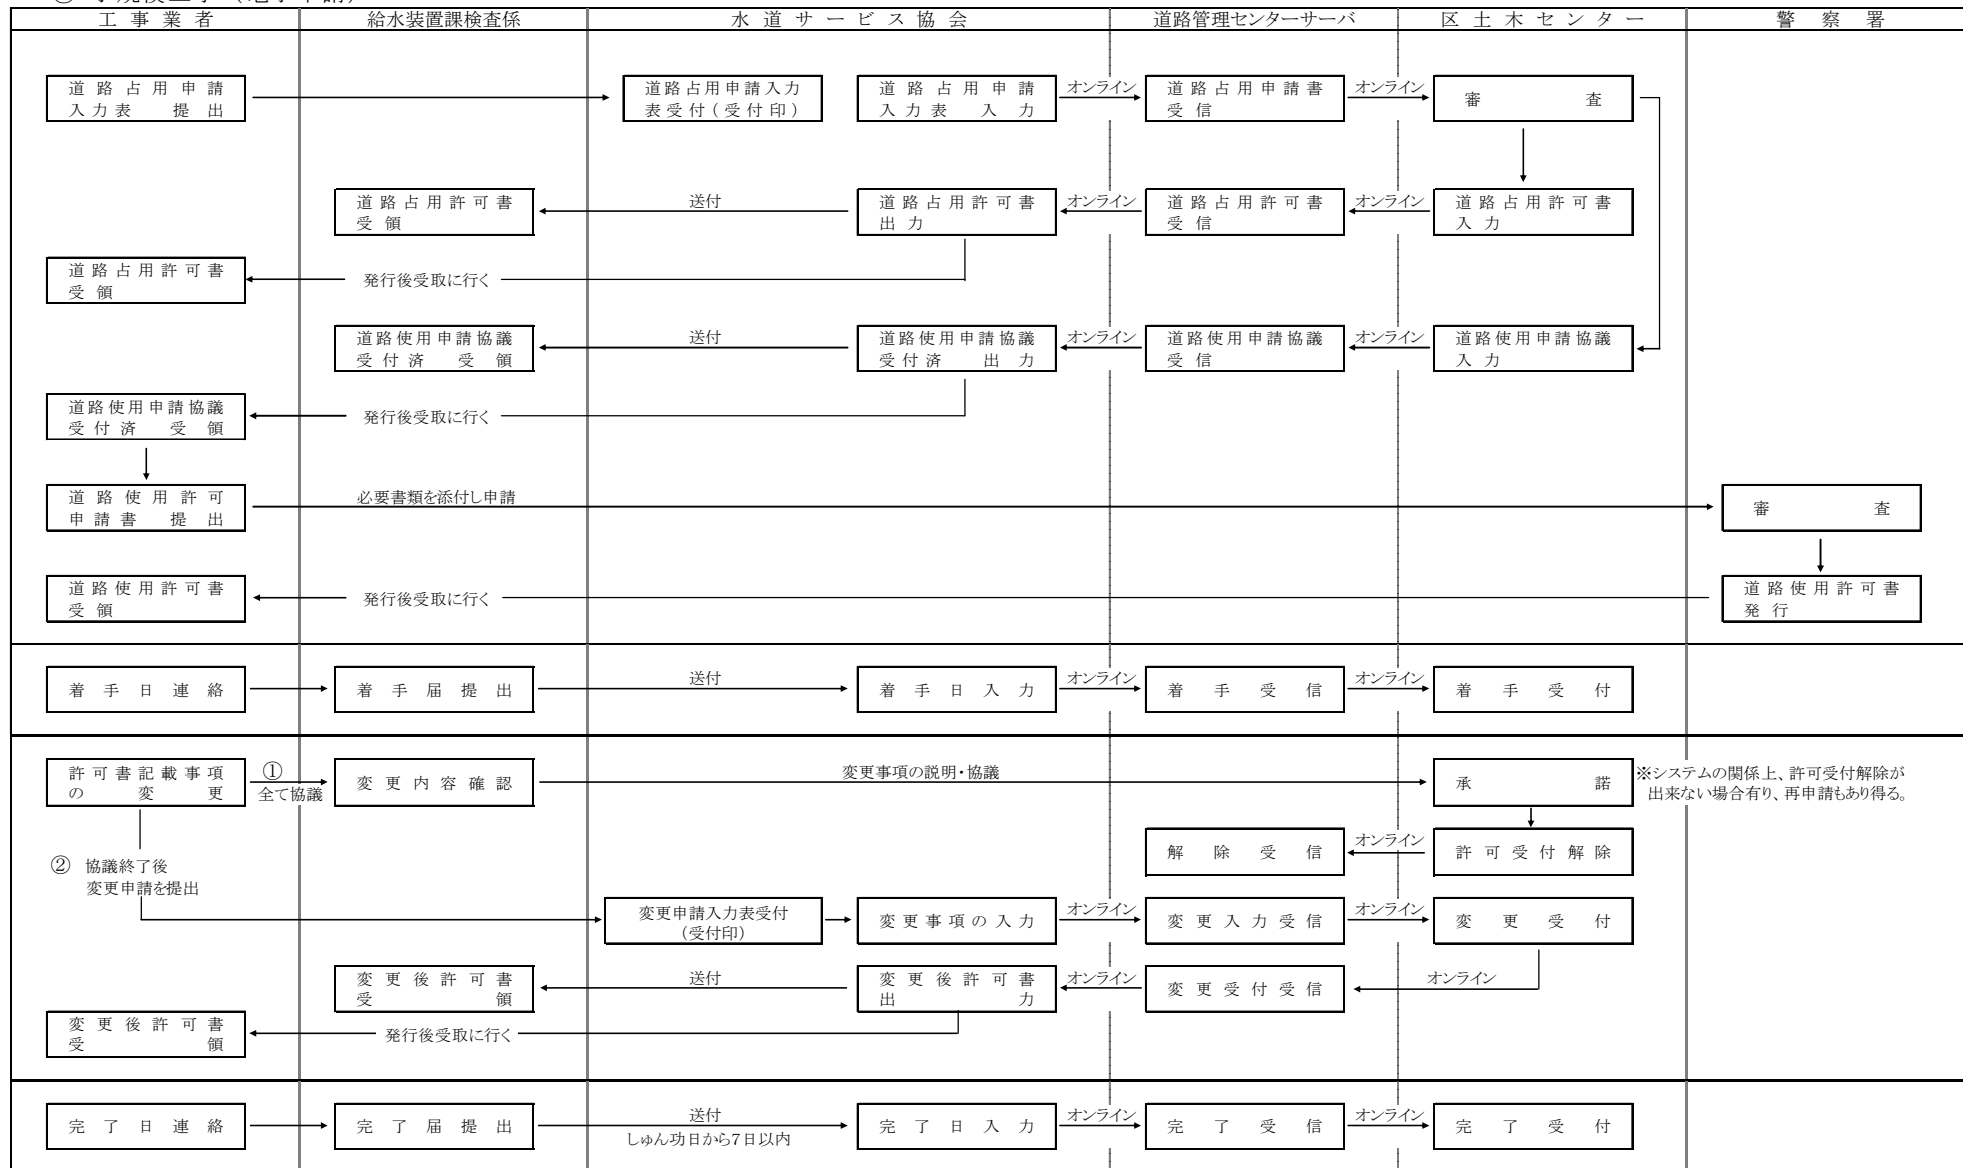 工事業者
給水装置課検査係
水道サービス協会
道路管理センターサーバ
区土木センター
警察署
道路占用申請
入力表 提出
道路占用申請入力
表受付(受付印)
道路占用申請
入力表 入力
オンライン
道路占用申請書
受信
オンライン
審査
道路占用許可書
受領
送付
道路占用許可書
出力
オンライン
道路占用許可書
受信
オンライン
道路占用許可書
入力
道路占用許可書
受領
発行後受取に行く
道路使用申請協議
受付済 受領
送付
道路使用申請協議
受付済 出力
オンライン
道路使用申請協議
受信
オンライン
道路使用申請協議
入力
道路使用申請協議
受付済 受領
発行後受取に行く
道路使用許可
申請書 提出
必要書類を添付し申請
審査
道路使用許可書
受領
発行後受取に行く
道路使用許可書
発行
着手日連絡
着手届提出
送付
着手日入力
オンライン
着手受信
オンライン
着手受付
許可書記載事項
の変更
①
全て協議
変更内容確認
変更事項の説明・協議
承諾
※システムの関係上、許可受付解除が
出来ない場合有り、再申請もあり得る。
解除受信
オンライン
許可受付解除
② 協議終了後
変更申請を提出
変更申請入力表受付
(受付印)
変更事項の入力
オンライン
変更入力受信
オンライン
変更受付
変更後許可書
受領
送付
変更後許可書
出力
オンライン
変更受付受信
オンライン
変更後許可書
受領
発行後受取に行く
完了日連絡
完了届提出
送付
しゅん功日から7日以内
完了日入力
オンライン
完了受信
オンライン
完了受付